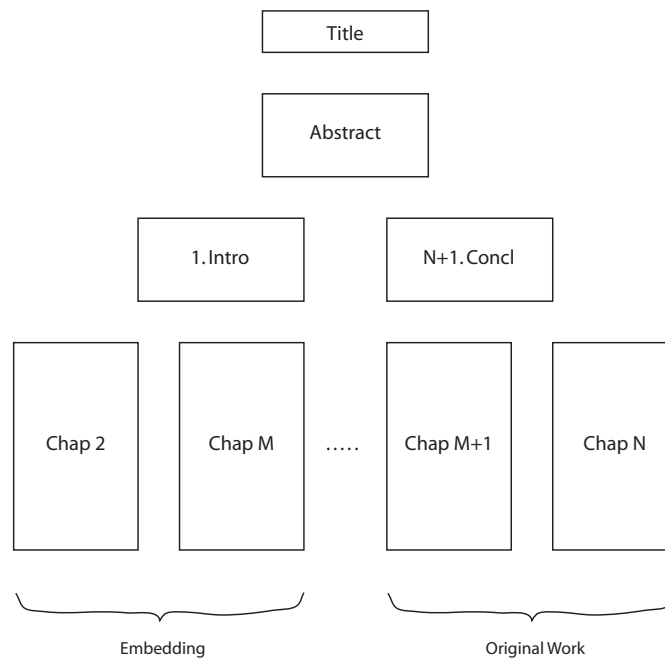 Title
Abstract
1. Intro
N+1. Concl
Chap 2
Chap M
.....
Chap M+1
Chap N
Embedding
Original Work